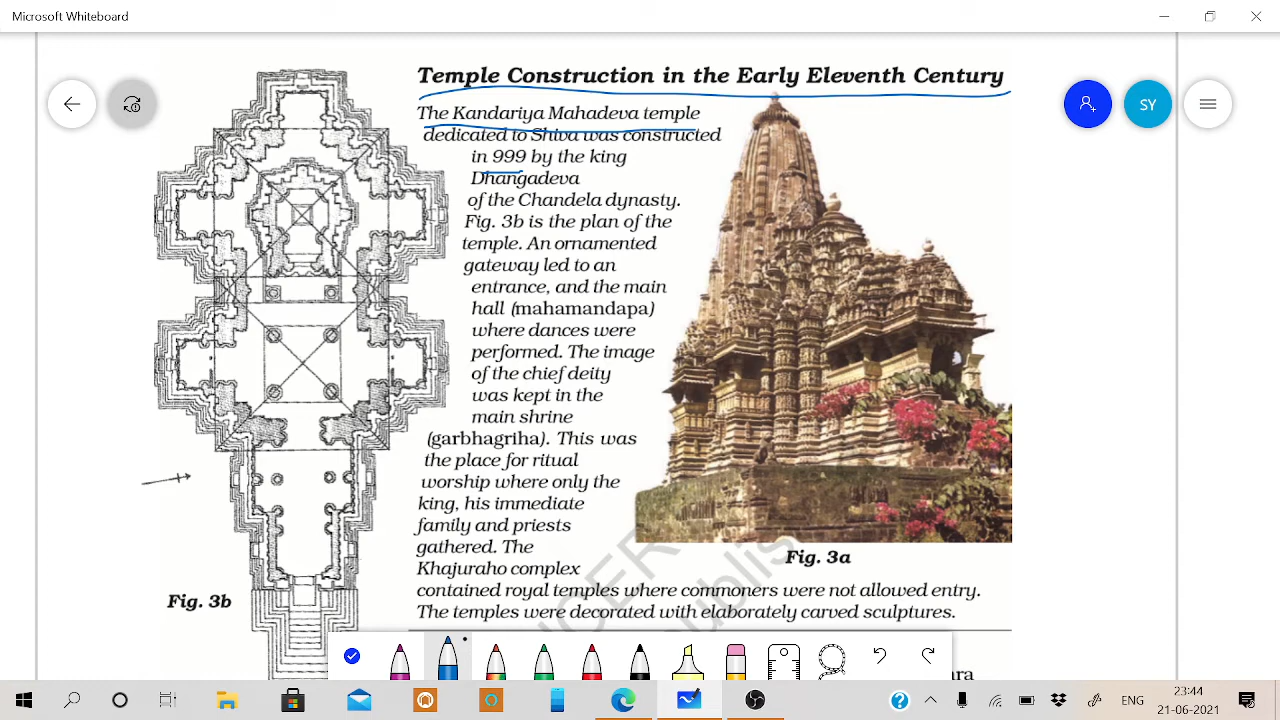 Microsoft Whiteboard
Temple Construction in the Early Eleventh Century
The Kandariya Mahadeva temple
dedicated to Shiva was constructed
in 999 by the king
Dhangadeva
of the Chandela dynasty.
Fig. 3b is the plan of the
temple. An ornamented
gateway led to an
entrance, and the main
hall (mahamandapa)
where dances were
performed. The image
of the chief deity
was kept in the
main shrine
(garbhagriha). This was
the place for ritual
worship where only the
king, his immediate
family and priests
gathered. The
Khajuraho complex
contained royal temples where commoners were not allowed entry.
The temples were decorated with elaborately carved sculptures.
Fig. 3a
Fig. 3b
SY
ENG
21-06-2021